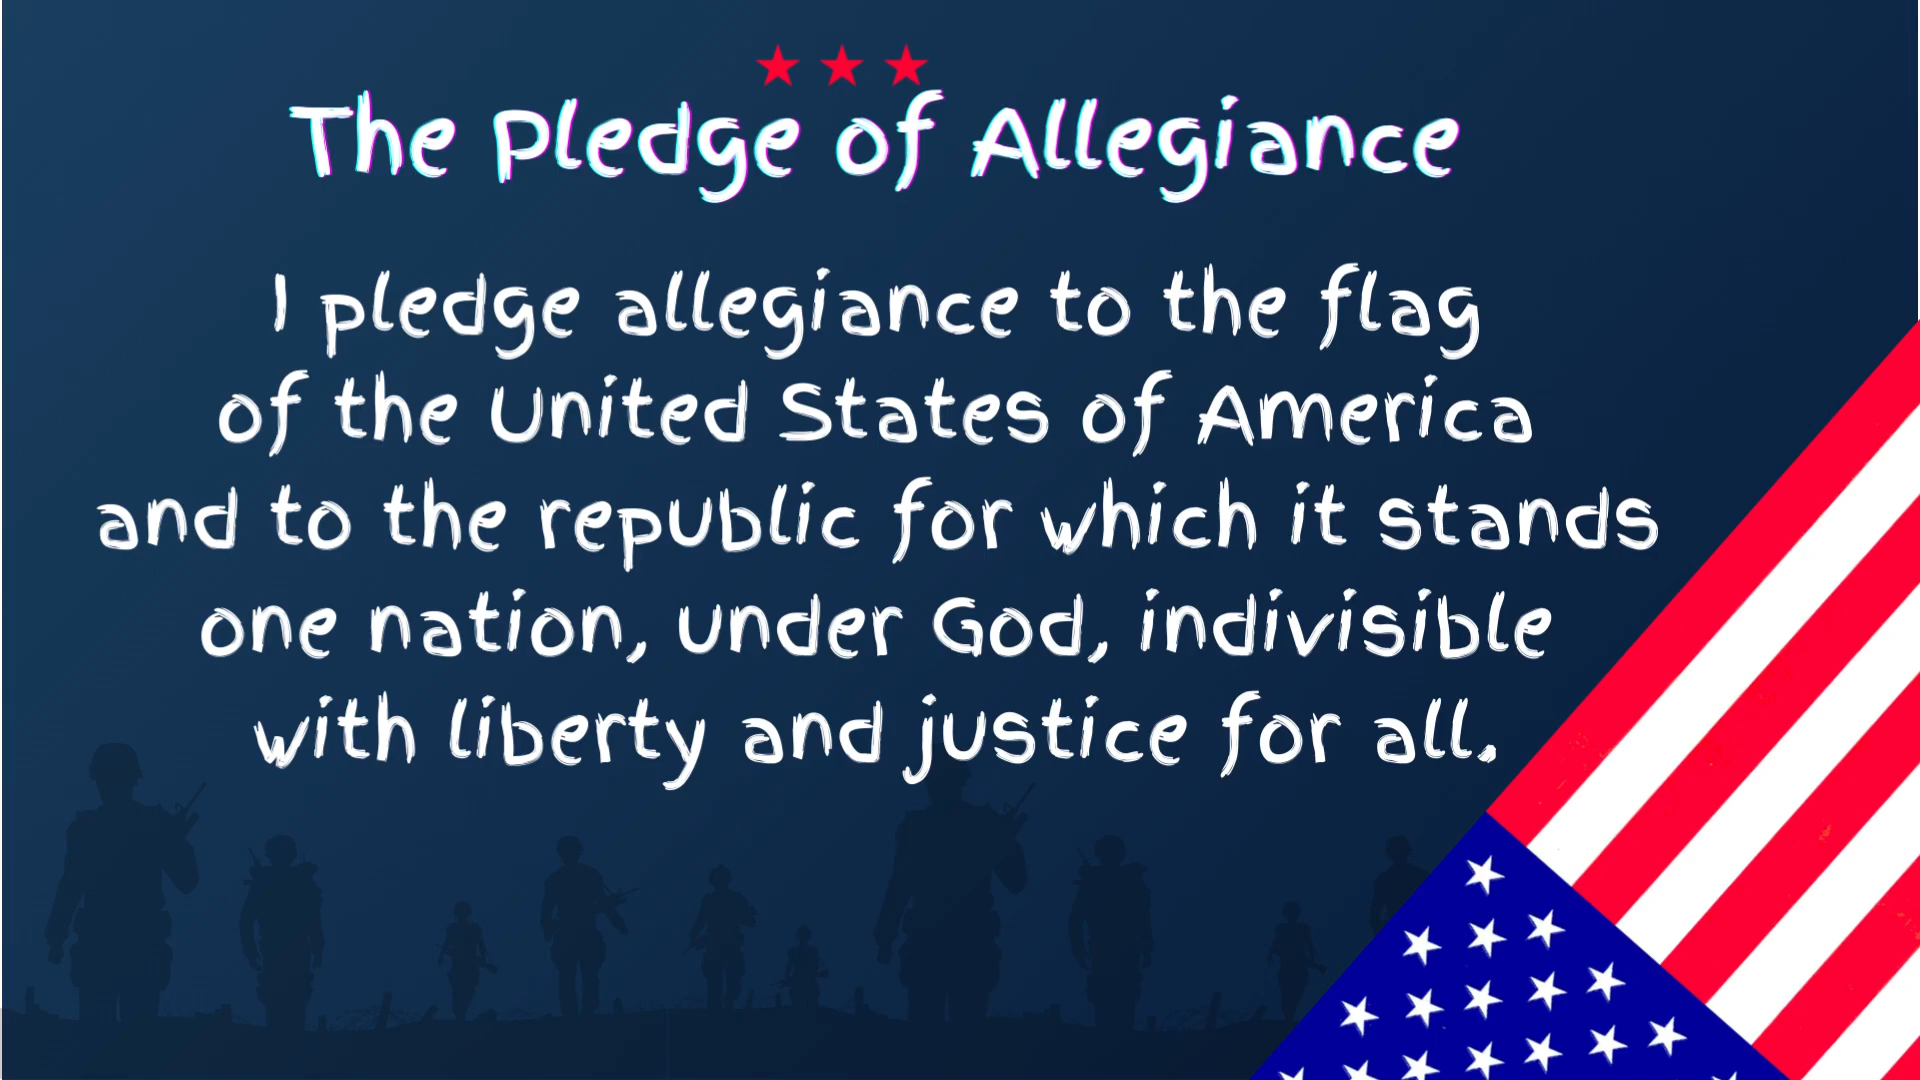 The Pledge of Allegiance
I pledge allegiance to the flag
of the United States of America
and to the republic for which it stands
one nation, under God, indivisible
with liberty and justice for all.